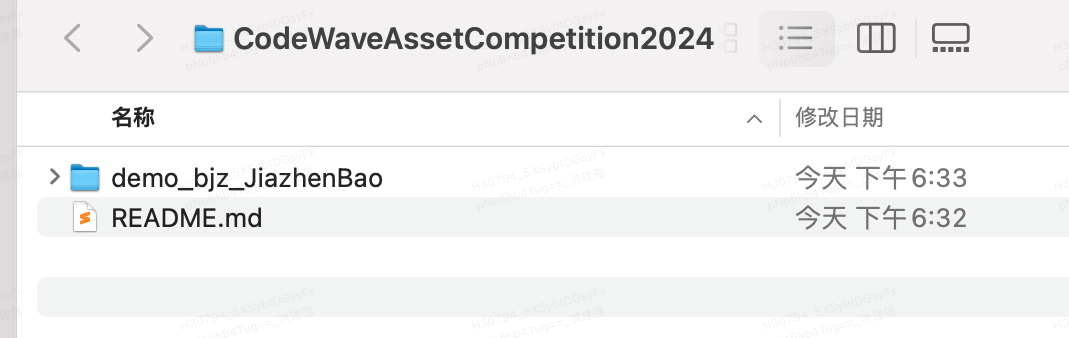 CodeWaveAssetCompetition2024
名称 修改日期
demo_bjz_JiazhenBao 今天 下午6:33
README.md 今天 下午6:32